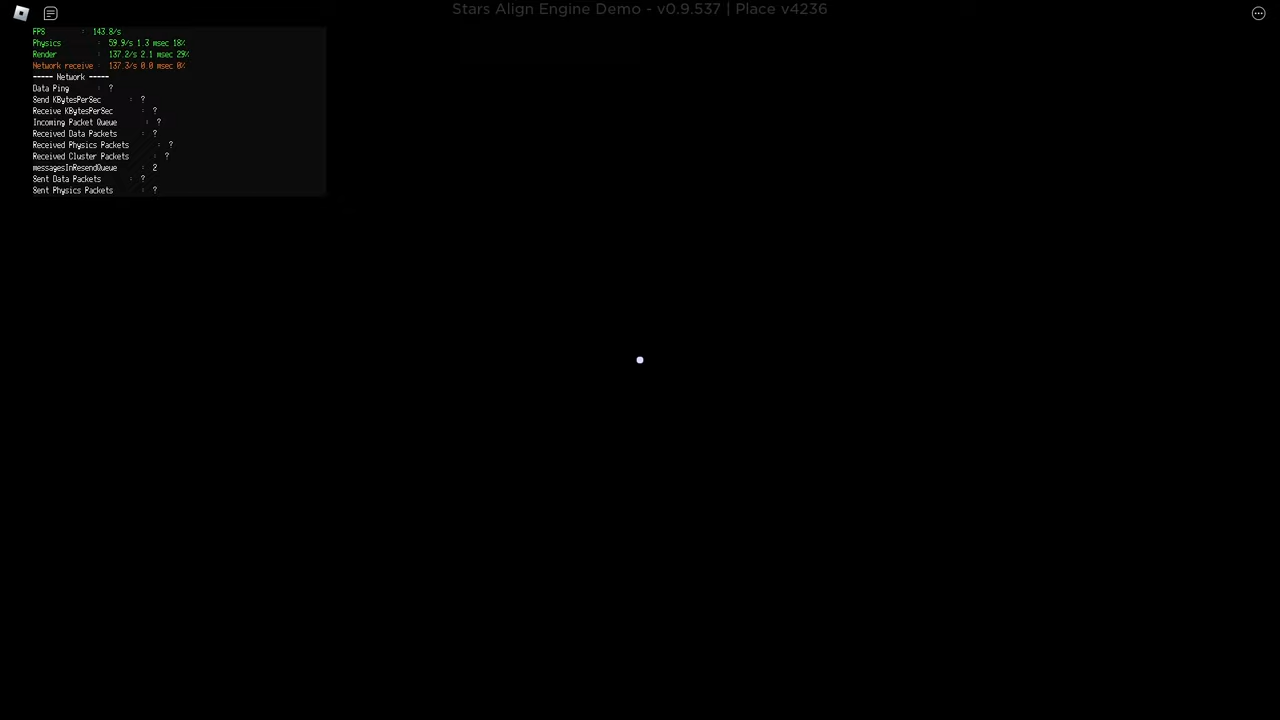 Stars Align Engine Demo - v0.9.537 | Place v4236
FPS : 143.8/s
Physics : 59.9/s 1.3 msec 18%
Render : 137.2/s 2.1 msec 29%
Network receive : 137.3/s 0.0 msec 0%
----- Network -----
Data Ping : ?
Send KBytesPerSec : ?
Receive KBytesPerSec : ?
Incoming Packet Queue : ?
Received Data Packets : ?
Received Physics Packets : ?
Received Cluster Packets : ?
messagesInResendQueue : 2
Sent Data Packets : ?
Sent Physics Packets : ?